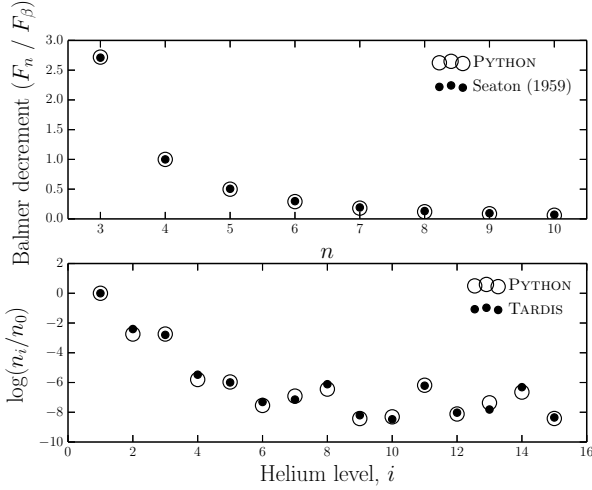 Balmer decrement (Fₙ / Fᵦ)
3.0
2.5
2.0
1.5
1.0
0.5
0.0
PYTHON
Seaton (1959)
3 4 5 6 7 8 9 10
n
log(nᵢ/n₀)
2
0
−2
−4
−6
−8
−10
PYTHON
TARDIS
0 2 4 6 8 10 12 14 16
Helium level, i